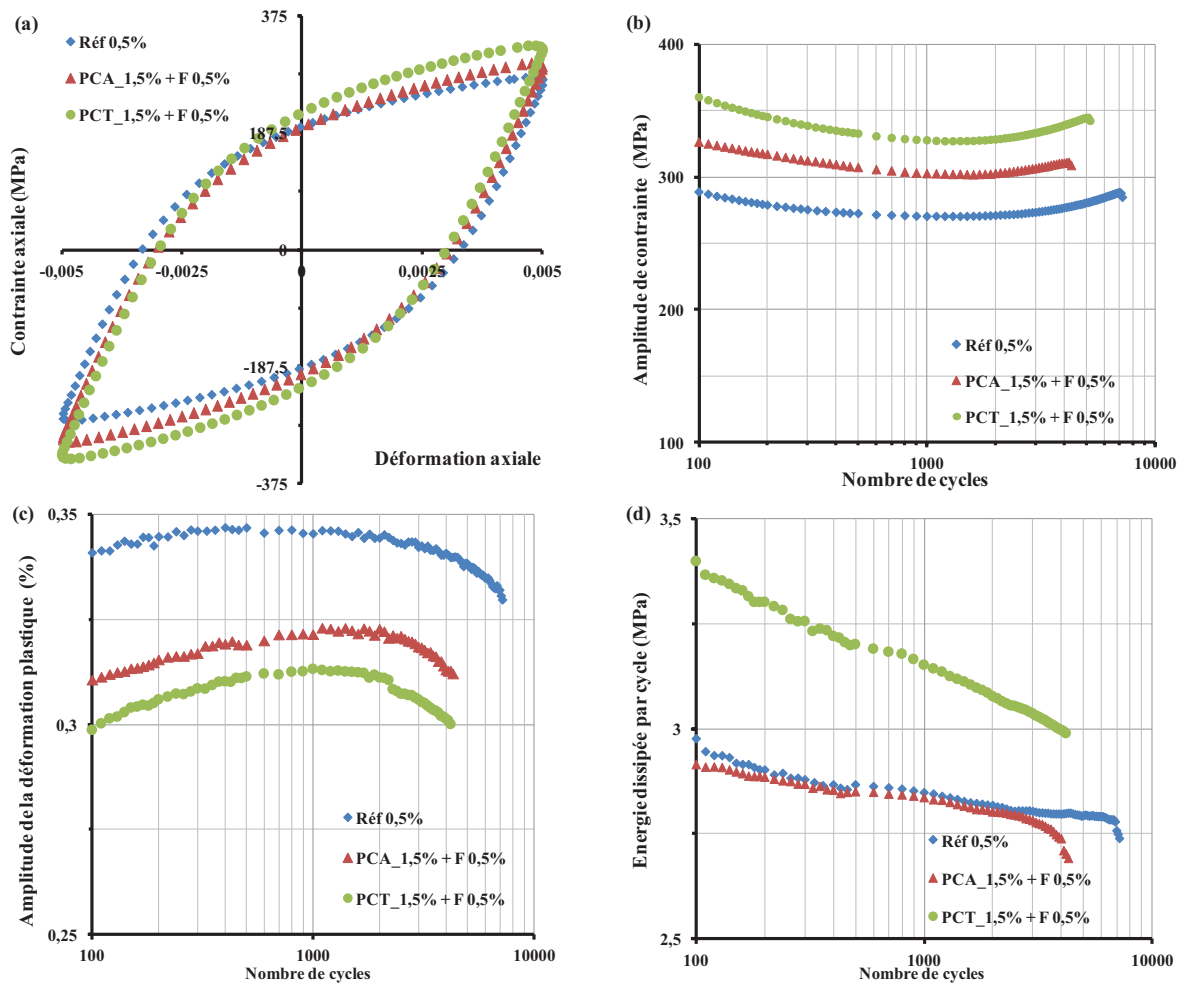 (a)
375
Réf 0,5%
PCA_1,5% + F 0,5%
PCT_1,5% + F 0,5%
187,5
0
-0,005
-0,0025
0
0,0025
0,005
-187,5
-375
Contrainte axiale (MPa)
Déformation axiale
(b)
400
300
200
100
100
1000
10000
Amplitude de contrainte (MPa)
Nombre de cycles
Réf 0,5%
PCA_1,5% + F 0,5%
PCT_1,5% + F 0,5%
(c)
0,35
0,3
0,25
100
1000
10000
Amplitude de la déformation plastique (%)
Nombre de cycles
Réf 0,5%
PCA_1,5% + F 0,5%
PCT_1,5% + F 0,5%
(d)
3,5
3
2,5
100
1000
10000
Energie dissipée par cycle (MPa)
Nombre de cycles
Réf 0,5%
PCA_1,5% + F 0,5%
PCT_1,5% + F 0,5%